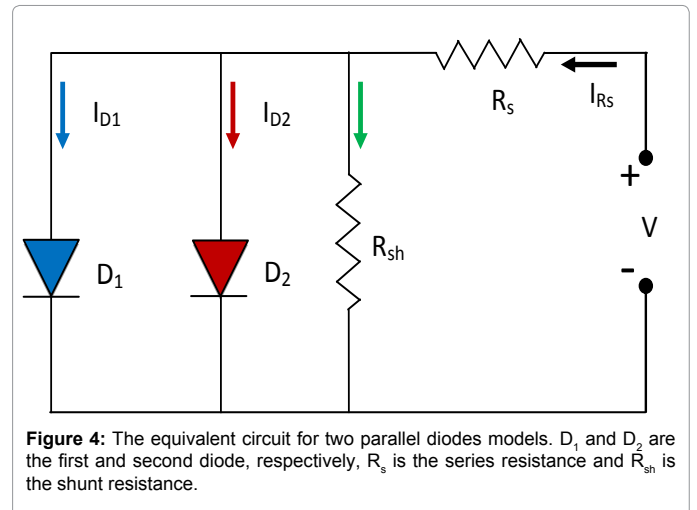 I_D1
I_D2
R_s
I_Rs
+
V
-
D_1
D_2
R_sh
Figure 4: The equivalent circuit for two parallel diodes models. D_1 and D_2 are
the first and second diode, respectively, R_s is the series resistance and R_sh is
the shunt resistance.